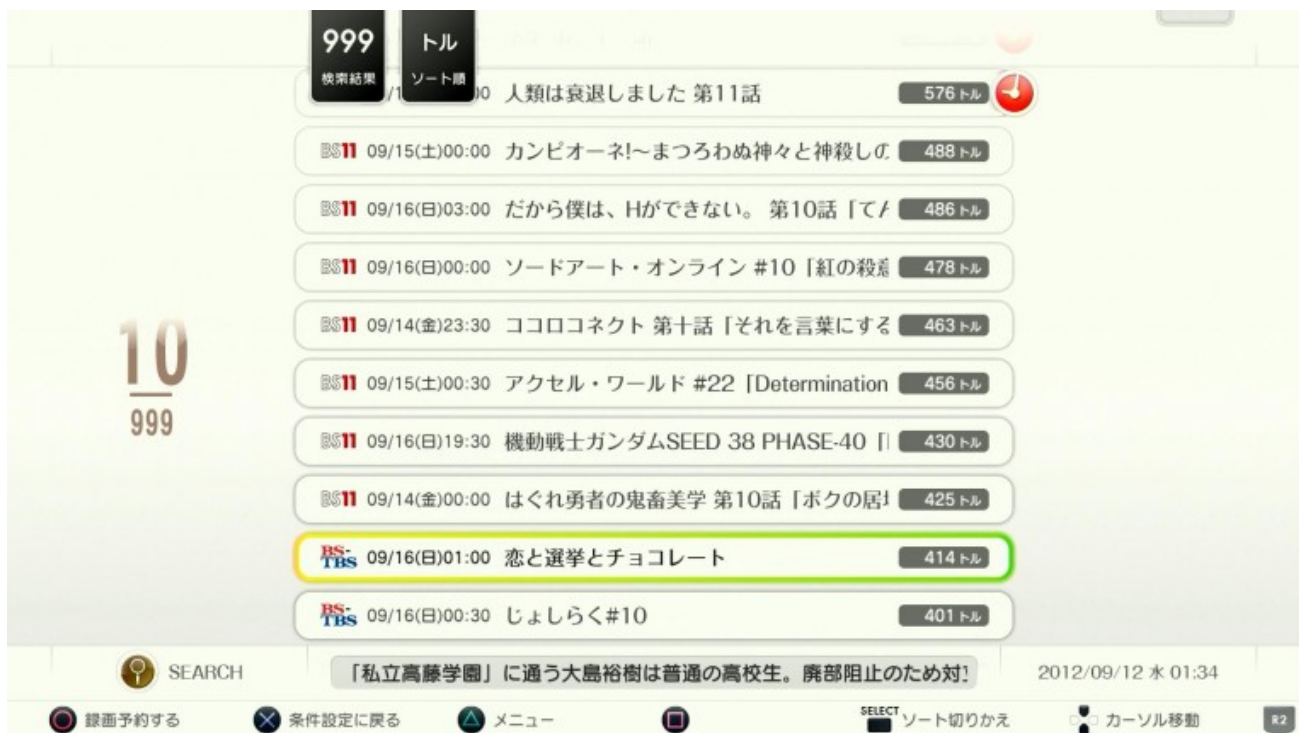 999
検索結果
トル
ソート順
人類は衰退しました 第11話
576 トル
BS11 09/15(土)00:00 カンピオーネ!~まつろわぬ神々と神殺しの 488 トル
BS11 09/16(日)03:00 だから僕は、Hができない。 第10話「てん 486 トル
BS11 09/16(日)00:00 ソードアート・オンライン #10「紅の殺意 478 トル
BS11 09/14(金)23:30 ココロコネクト 第十話「それを言葉にする 463 トル
BS11 09/15(土)00:30 アクセル・ワールド #22「Determination 456 トル
BS11 09/16(日)19:30 機動戦士ガンダムSEED 38 PHASE-40「 430 トル
BS11 09/14(金)00:00 はぐれ勇者の鬼畜美学 第10話「ボクの居 425 トル
BS-TBS 09/16(日)01:00 恋と選挙とチョコレート 414 トル
BS-TBS 09/16(日)00:30 じょしらく#10 401 トル
10
999
SEARCH 「私立高藤学園」に通う大島裕樹は普通の高校生。廃部阻止のため対 2012/09/12 水 01:34
録画予約する 条件設定に戻る メニュー SELECT ソート切りかえ カーソル移動 R2